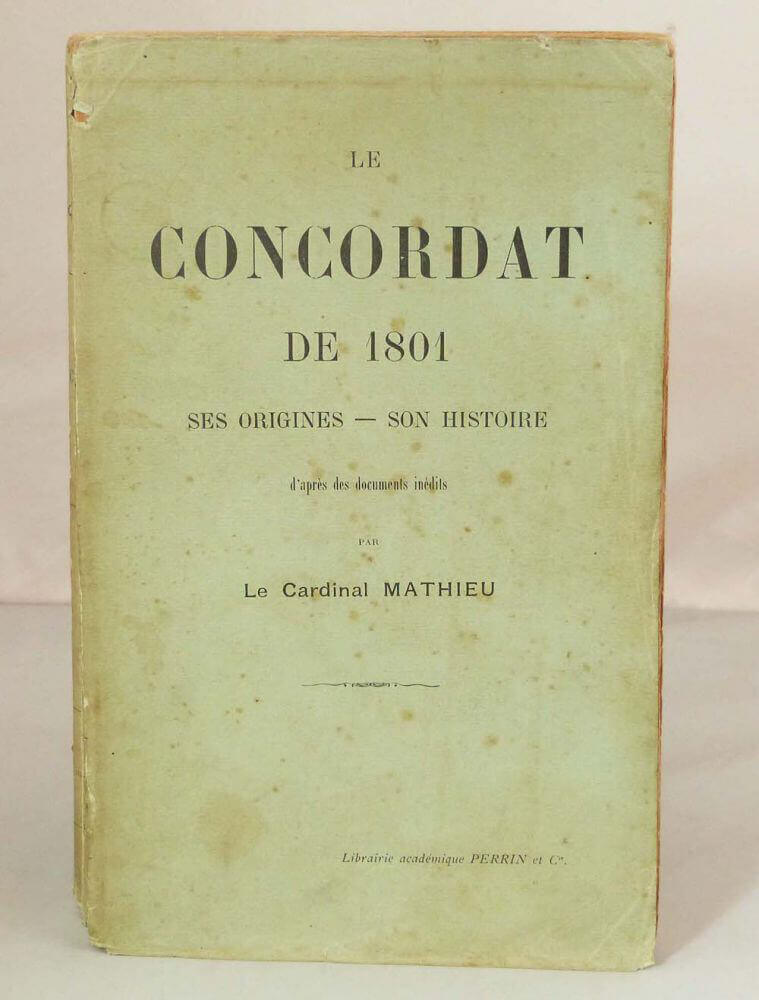 LE
CONCORDAT
DE 1801
SES ORIGINES — SON HISTOIRE
d'après des documents inédits
PAR
Le Cardinal MATHIEU
Librairie académique PERRIN et Cie.